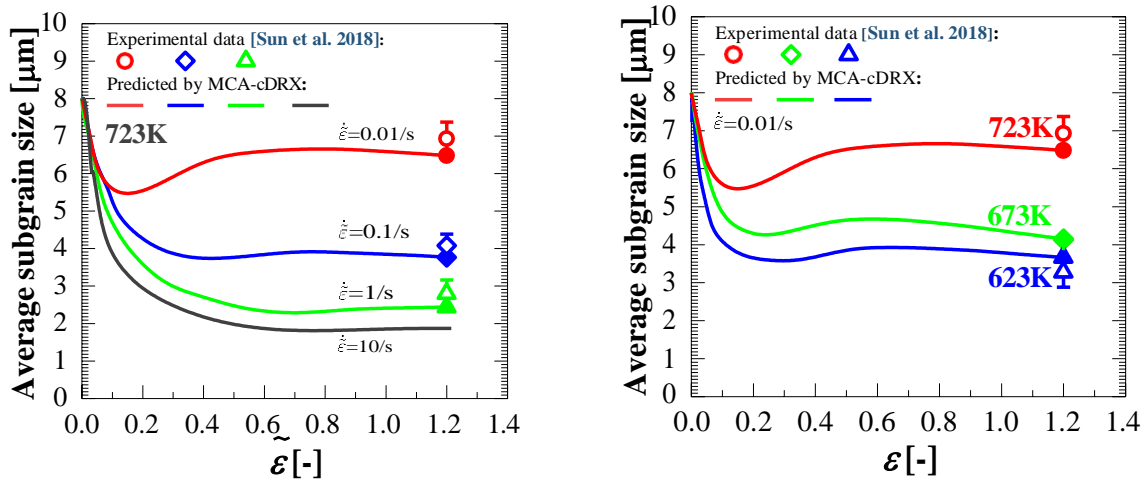 Average subgrain size [μm]
10
9
8
7
6
5
4
3
2
1
0
Experimental data [Sun et al. 2018]:
Predicted by MCA-cDRX:
723K
ε̇=0.01/s
ε̇=0.1/s
ε̇=1/s
ε̇=10/s
0.0 0.2 0.4 0.6 0.8 1.0 1.2 1.4
ε̃ [-]
Average subgrain size [μm]
10
9
8
7
6
5
4
3
2
1
0
Experimental data [Sun et al. 2018]:
Predicted by MCA-cDRX:
ε̇=0.01/s
723K
673K
623K
0.0 0.2 0.4 0.6 0.8 1.0 1.2 1.4
ε [-]